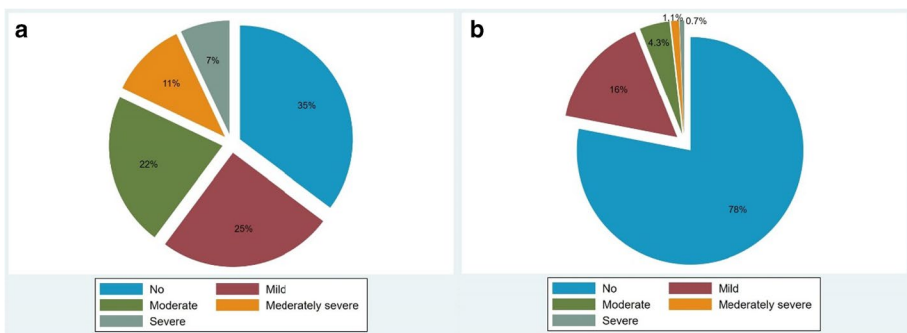 a
7%
35%
11%
22%
25%
No Mild
Moderate Mederately severe
Severe
b
1.1% 0.7%
4.3%
16%
78%
No Mild
Moderate Mederately severe
Severe